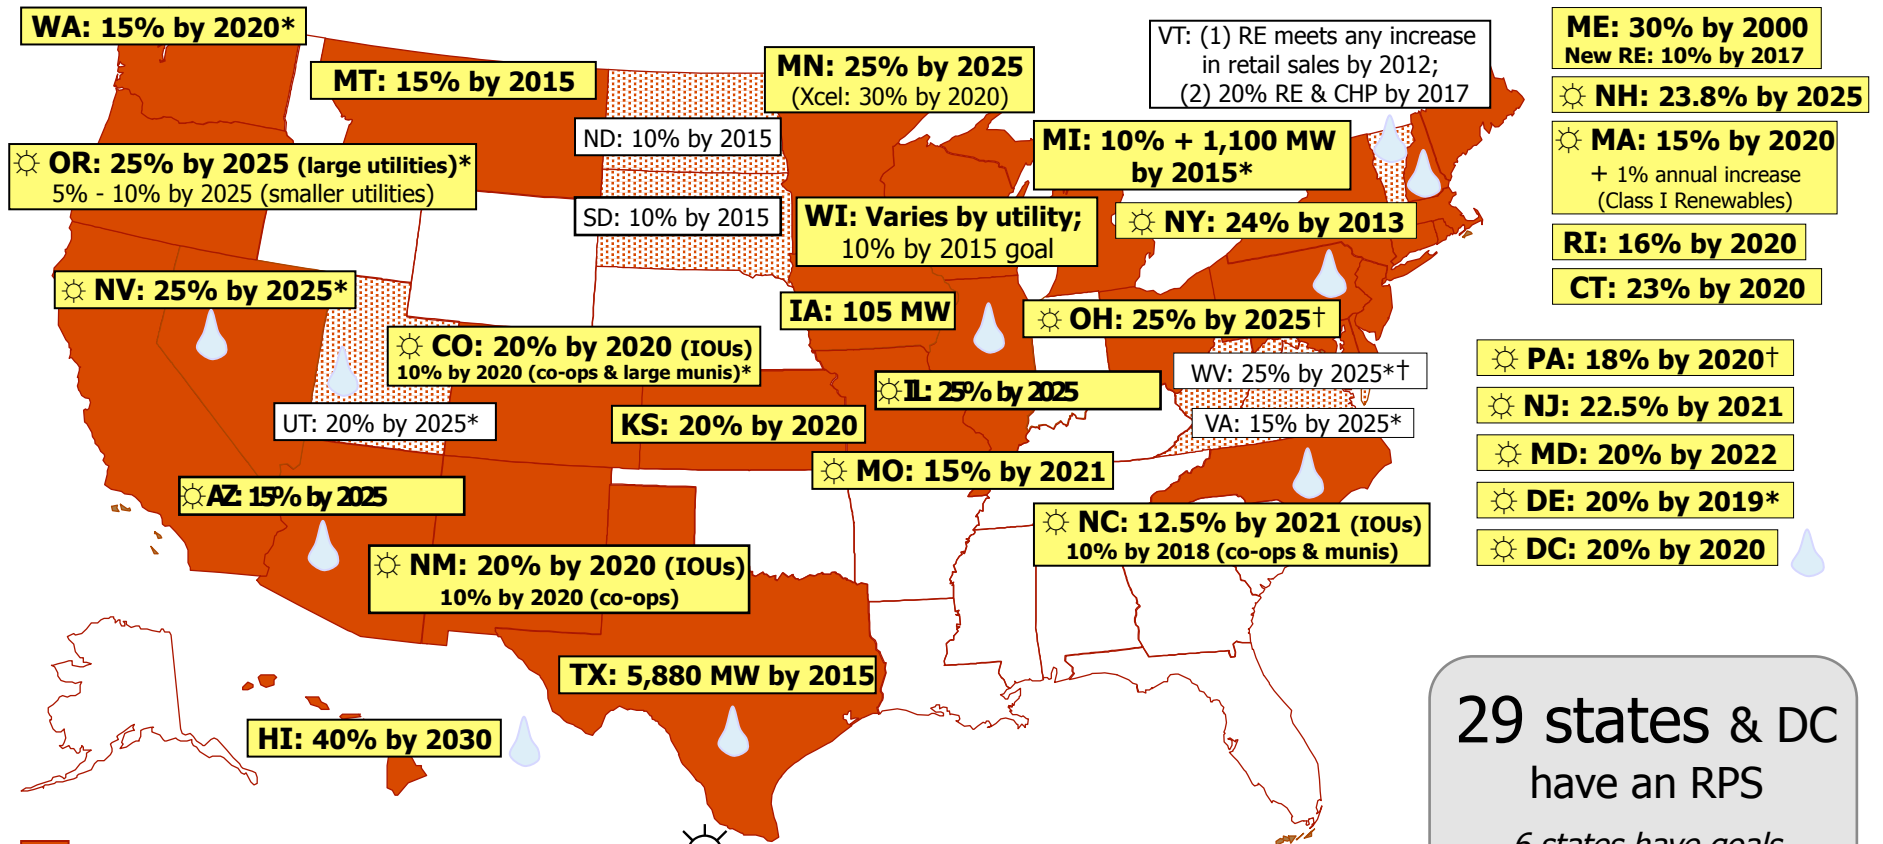 WA: 15% by 2020*
MT: 15% by 2015
MN: 25% by 2025
(Xcel: 30% by 2020)
VT: (1) RE meets any increase
in retail sales by 2012;
(2) 20% RE & CHP by 2017
ME: 30% by 2000
New RE: 10% by 2017
☼ NH: 23.8% by 2025
☼ MA: 15% by 2020
+ 1% annual increase
(Class I Renewables)
RI: 16% by 2020
CT: 23% by 2020
ND: 10% by 2015
MI: 10% + 1,100 MW
by 2015*
☼ OR: 25% by 2025 (large utilities)*
5% - 10% by 2025 (smaller utilities)
SD: 10% by 2015
WI: Varies by utility;
10% by 2015 goal
☼ NY: 24% by 2013
☼ NV: 25% by 2025*
IA: 105 MW
☼ OH: 25% by 2025†
☼ CO: 20% by 2020 (IOUs)
10% by 2020 (co-ops & large munis)*
☼ IL: 25% by 2025
WV: 25% by 2025*†
VA: 15% by 2025*
UT: 20% by 2025*
KS: 20% by 2020
☼ PA: 18% by 2020†
☼ NJ: 22.5% by 2021
☼ MD: 20% by 2022
☼ DE: 20% by 2019*
☼ DC: 20% by 2020
☼ MO: 15% by 2021
☼ AZ: 15% by 2025
☼ NC: 12.5% by 2021 (IOUs)
10% by 2018 (co-ops & munis)
☼ NM: 20% by 2020 (IOUs)
10% by 2020 (co-ops)
TX: 5,880 MW by 2015
HI: 40% by 2030
29 states & DC
have an RPS
6 states have goals